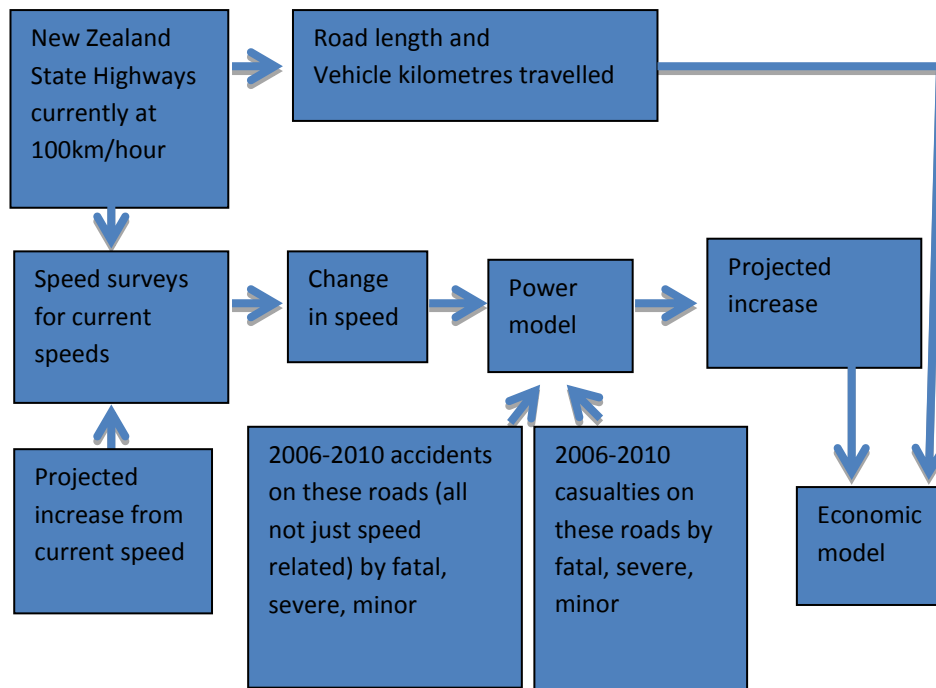 New Zealand
State Highways
currently at
100km/hour
Road length and
Vehicle kilometres travelled
Speed surveys
for current
speeds
Change
in speed
Power
model
Projected
increase
Projected
increase from
current speed
2006-2010 accidents
on these roads (all
not just speed
related) by fatal,
severe, minor
2006-2010
casualties on
these roads by
fatal, severe,
minor
Economic
model